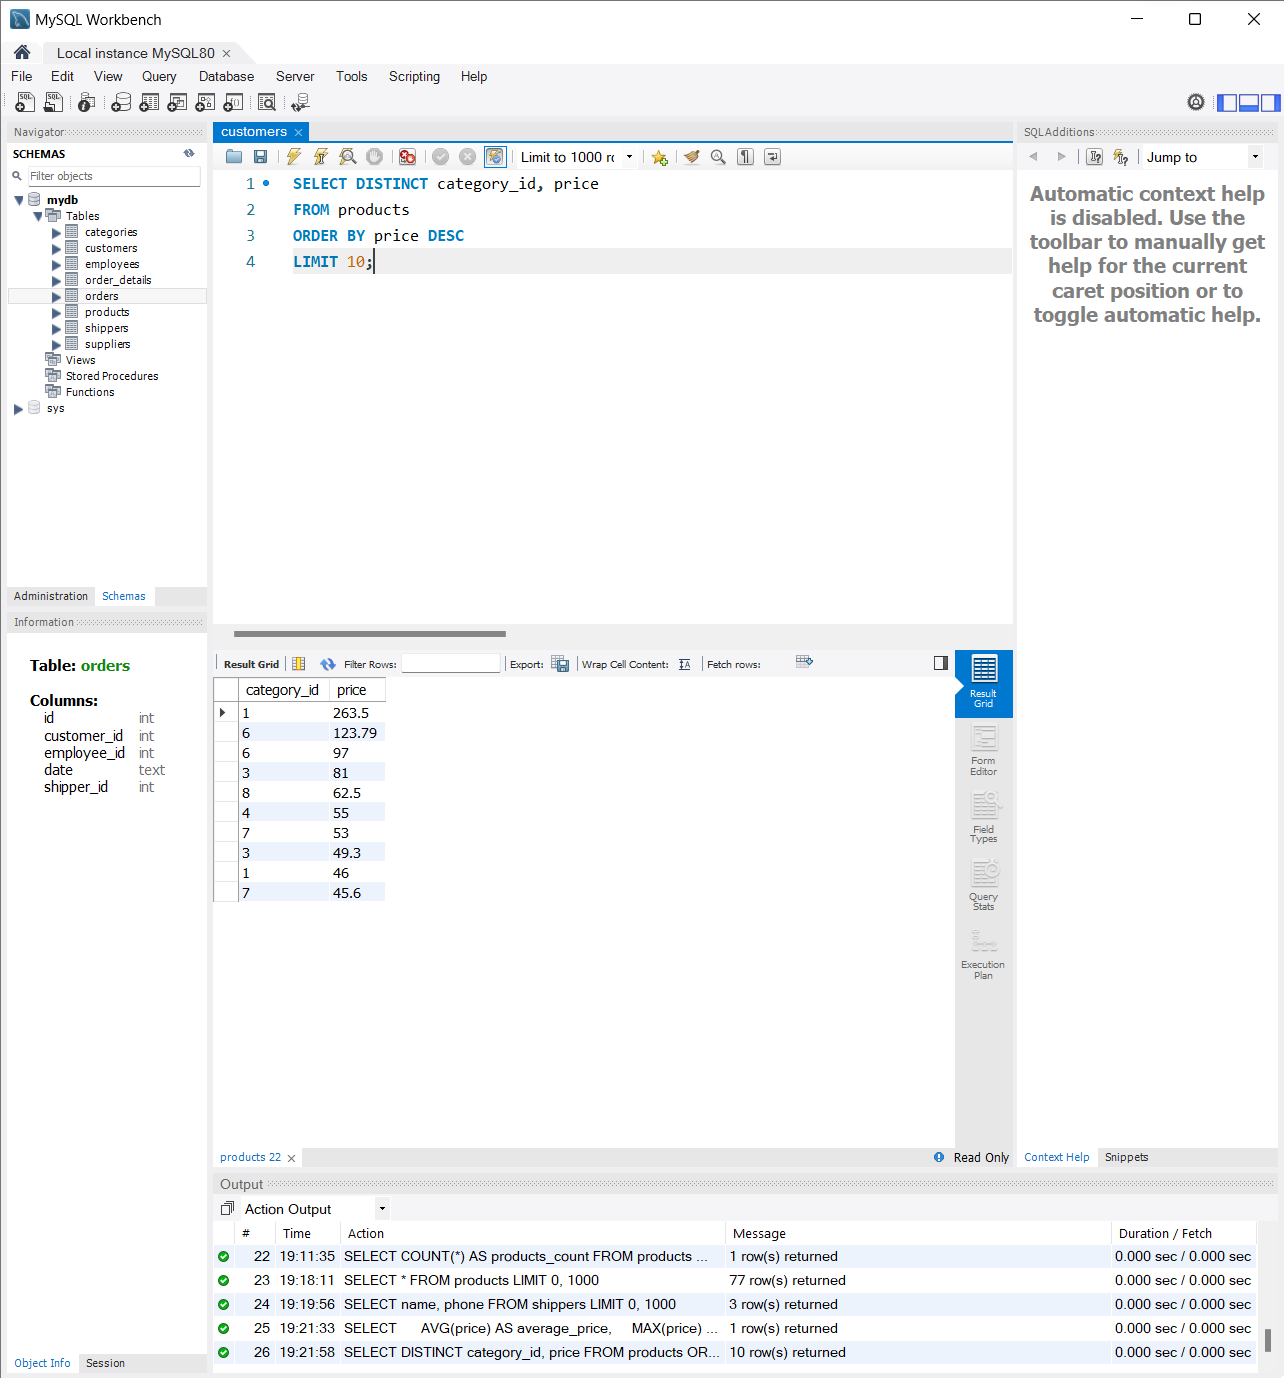 MySQL Workbench
Local instance MySQL80
File Edit View Query Database Server Tools Scripting Help
Navigator
SCHEMAS
Filter objects
mydb
Tables
categories
customers
employees
order_details
orders
products
shippers
suppliers
Views
Stored Procedures
Functions
sys
Administration Schemas
Information
Table: orders
Columns:
id int
customer_id int
employee_id int
date text
shipper_id int
Object Info Session
customers
Limit to 1000 rc
1 SELECT DISTINCT category_id, price
2 FROM products
3 ORDER BY price DESC
4 LIMIT 10;
Result Grid Filter Rows: Export: Wrap Cell Content: Fetch rows:
category_id price
1 263.5
6 123.79
6 97
3 81
8 62.5
4 55
7 53
3 49.3
1 46
7 45.6
Result
Grid
Form
Editor
Field
Types
Query
Stats
Execution
Plan
products 22
Read Only
SQLAdditions
Jump to
Automatic context help
is disabled. Use the
toolbar to manually get
help for the current
caret position or to
toggle automatic help.
Context Help Snippets
Output
Action Output
# Time Action Message Duration / Fetch
22 19:11:35 SELECT COUNT(*) AS products_count FROM products ... 1 row(s) returned 0.000 sec / 0.000 sec
23 19:18:11 SELECT * FROM products LIMIT 0, 1000 77 row(s) returned 0.000 sec / 0.000 sec
24 19:19:56 SELECT name, phone FROM shippers LIMIT 0, 1000 3 row(s) returned 0.000 sec / 0.000 sec
25 19:21:33 SELECT AVG(price) AS average_price, MAX(price) ... 1 row(s) returned 0.000 sec / 0.000 sec
26 19:21:58 SELECT DISTINCT category_id, price FROM products OR... 10 row(s) returned 0.000 sec / 0.000 sec